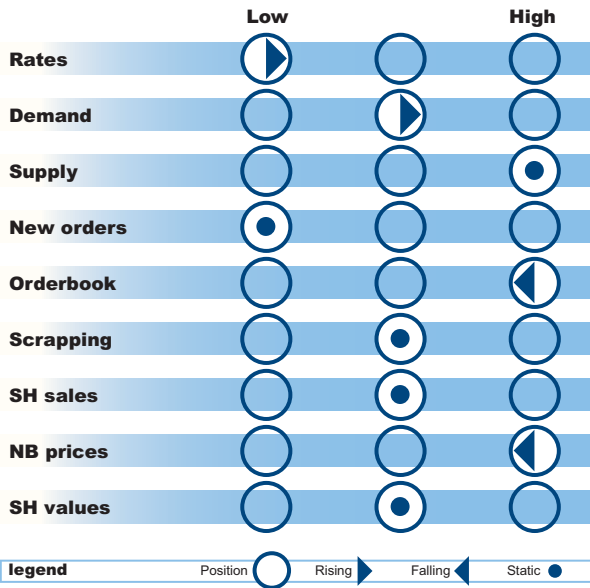 Low High
Rates
Demand
Supply
New orders
Orderbook
Scrapping
SH sales
NB prices
SH values
legend Position Rising Falling Static